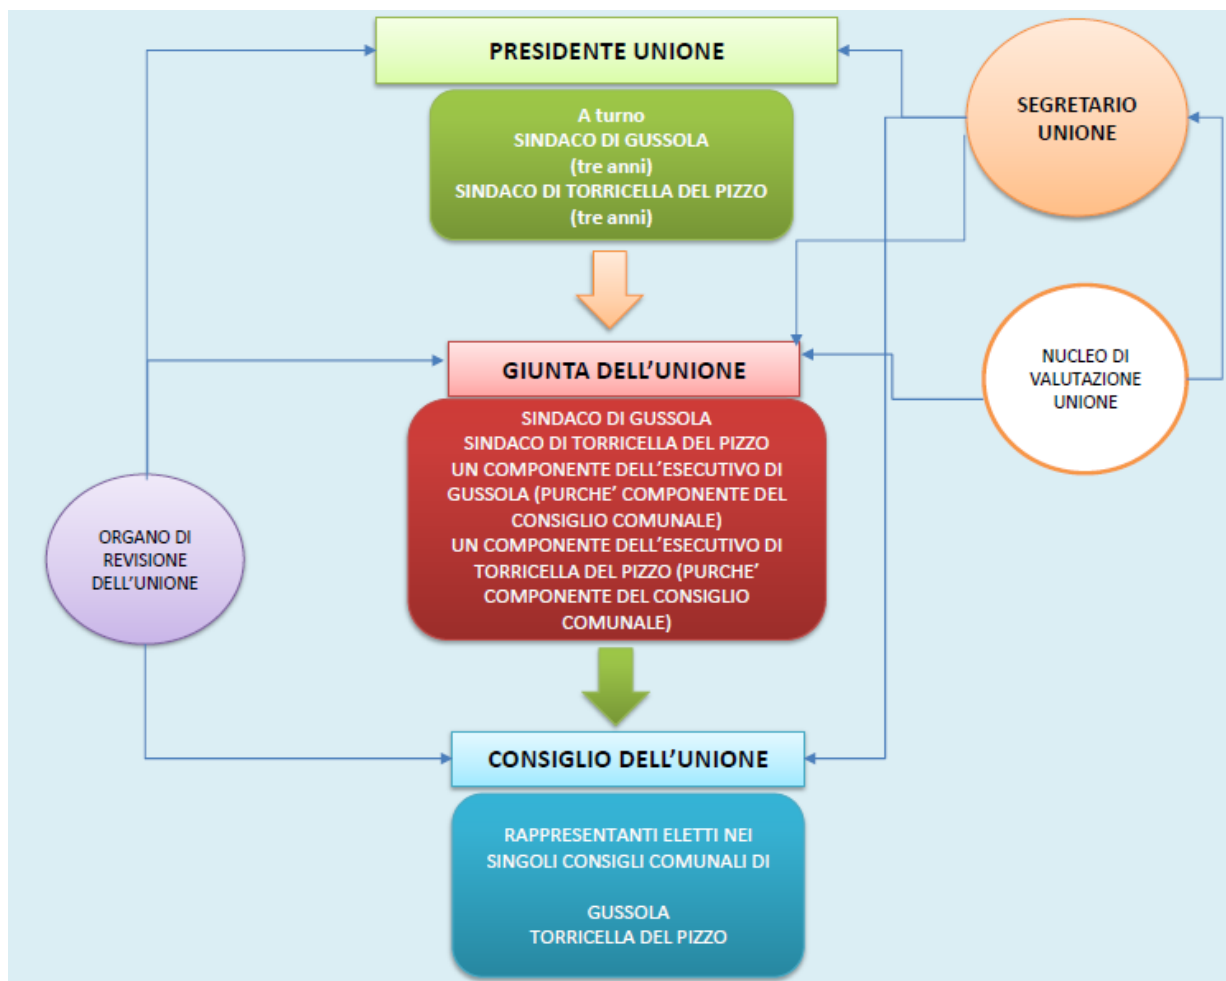 PRESIDENTE UNIONE
A turno
SINDACO DI GUSSOLA
(tre anni)
SINDACO DI TORRICELLA DEL PIZZO
(tre anni)
SEGRETARIO
UNIONE
NUCLEO DI
VALUTAZIONE
UNIONE
GIUNTA DELL’UNIONE
SINDACO DI GUSSOLA
SINDACO DI TORRICELLA DEL PIZZO
UN COMPONENTE DELL’ESECUTIVO DI
GUSSOLA (PURCHE’ COMPONENTE DEL
CONSIGLIO COMUNALE)
UN COMPONENTE DELL’ESECUTIVO DI
TORRICELLA DEL PIZZO (PURCHE’
COMPONENTE DEL CONSIGLIO
COMUNALE)
ORGANO DI
REVISIONE
DELL’UNIONE
CONSIGLIO DELL’UNIONE
RAPPRESENTANTI ELETTI NEI
SINGOLI CONSIGLI COMUNALI DI
GUSSOLA
TORRICELLA DEL PIZZO